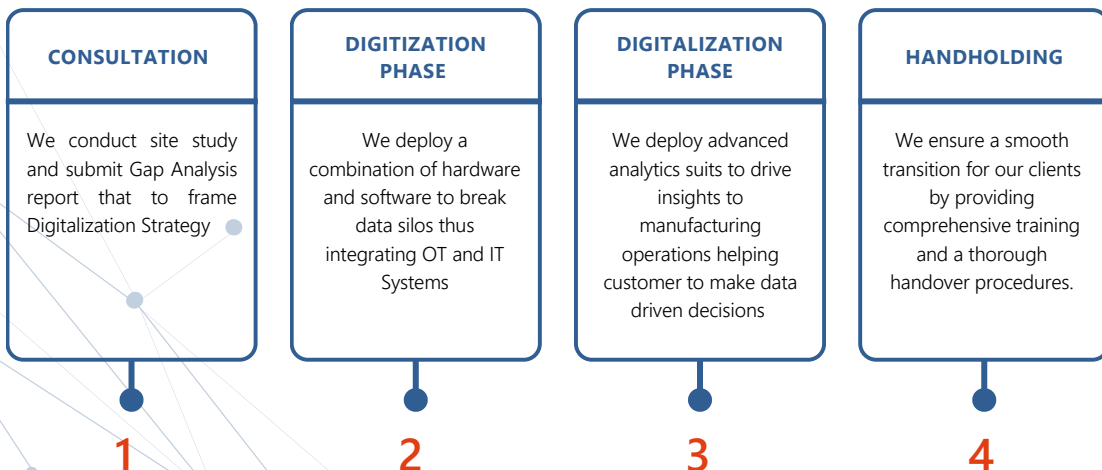 CONSULTATION
We conduct site study
and submit Gap Analysis
report that to frame
Digitalization Strategy
1
DIGITIZATION
PHASE
We deploy a
combination of hardware
and software to break
data silos thus
integrating OT and IT
Systems
2
DIGITALIZATION
PHASE
We deploy advanced
analytics suits to drive
insights to
manufacturing
operations helping
customer to make data
driven decisions
3
HANDHOLDING
We ensure a smooth
transition for our clients
by providing
comprehensive training
and a thorough
handover procedures.
4